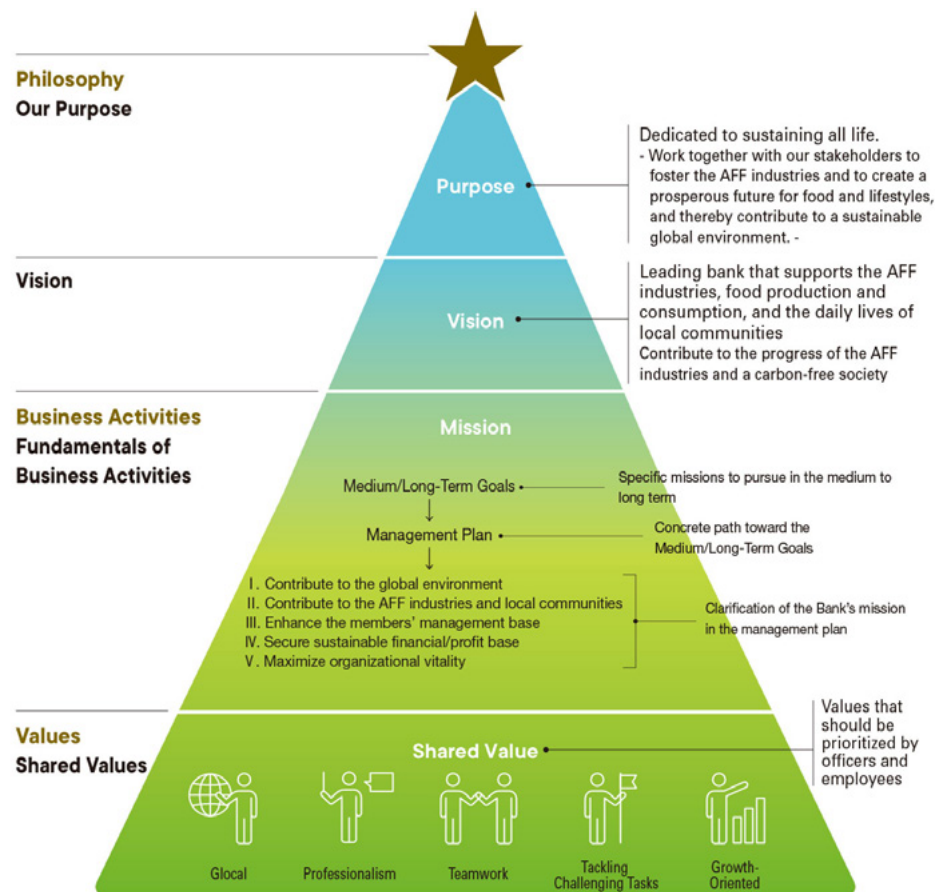 Philosophy
Our Purpose
Purpose
Dedicated to sustaining all life.
- Work together with our stakeholders to
foster the AFF industries and to create a
prosperous future for food and lifestyles,
and thereby contribute to a sustainable
global environment. -
Vision
Vision
Leading bank that supports the AFF
industries, food production and
consumption, and the daily lives of
local communities
Contribute to the progress of the AFF
industries and a carbon-free society
Business Activities
Fundamentals of
Business Activities
Mission
Medium/Long-Term Goals
Specific missions to pursue in the medium to
long term
Management Plan
Concrete path toward the
Medium/Long-Term Goals
I. Contribute to the global environment
II. Contribute to the AFF industries and local communities
III. Enhance the members' management base
IV. Secure sustainable financial/profit base
V. Maximize organizational vitality
Clarification of the Bank's mission
in the management plan
Values
Shared Values
Shared Value
Values that
should be
prioritized by
officers and
employees
Glocal
Professionalism
Teamwork
Tackling
Challenging Tasks
Growth-
Oriented